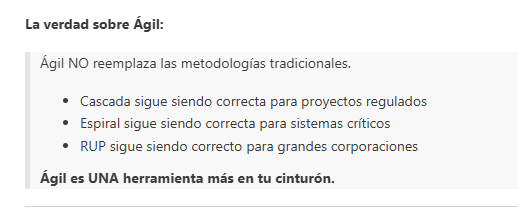 La verdad sobre Ágil:
Ágil NO reemplaza las metodologías tradicionales.
• Cascada sigue siendo correcta para proyectos regulados
• Espiral sigue siendo correcta para sistemas críticos
• RUP sigue siendo correcto para grandes corporaciones
Ágil es UNA herramienta más en tu cinturón.